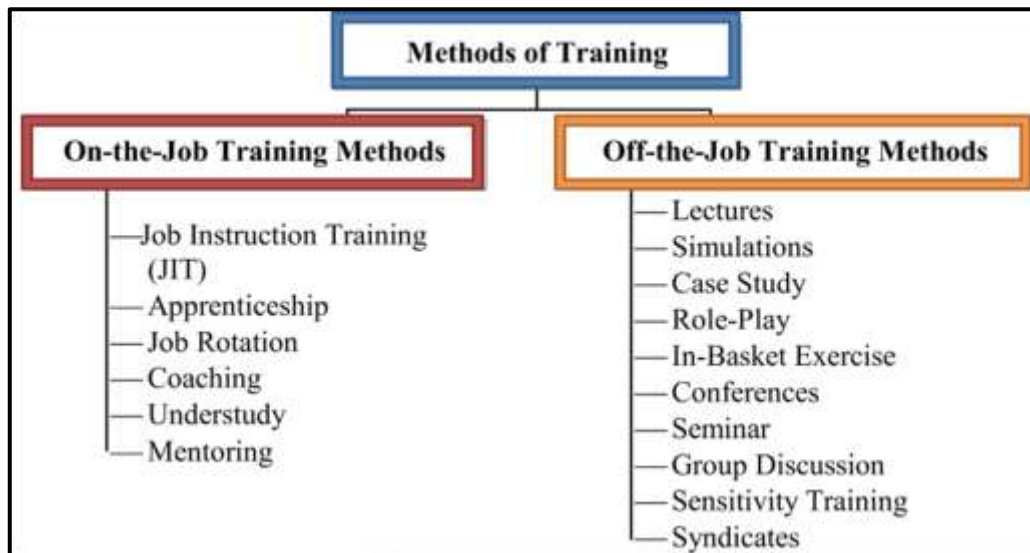 Methods of Training
On-the-Job Training Methods
Job Instruction Training
(JIT)
Apprenticeship
Job Rotation
Coaching
Understudy
Mentoring
Off-the-Job Training Methods
Lectures
Simulations
Case Study
Role-Play
In-Basket Exercise
Conferences
Seminar
Group Discussion
Sensitivity Training
Syndicates